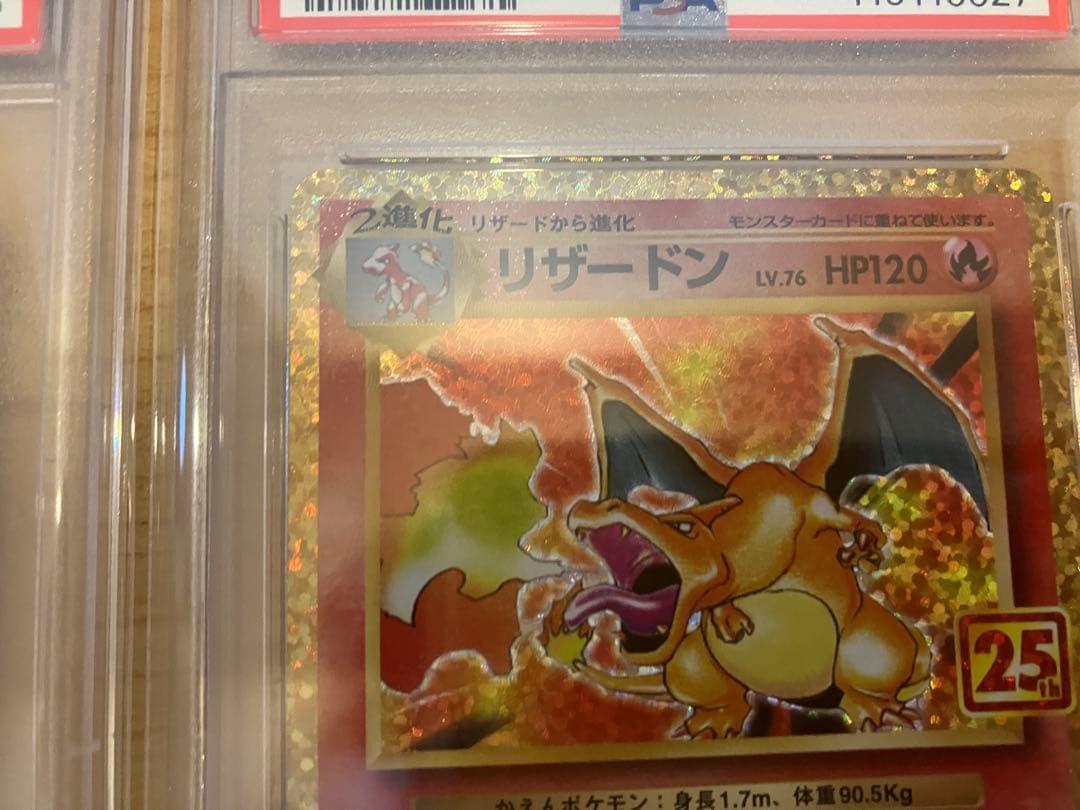 PSA
2進化 リザードから進化 モンスターカードに重ねて使います。
リザードン LV.76 HP120
25th
かえんポケモン：身長1.7m、体重90.5Kg